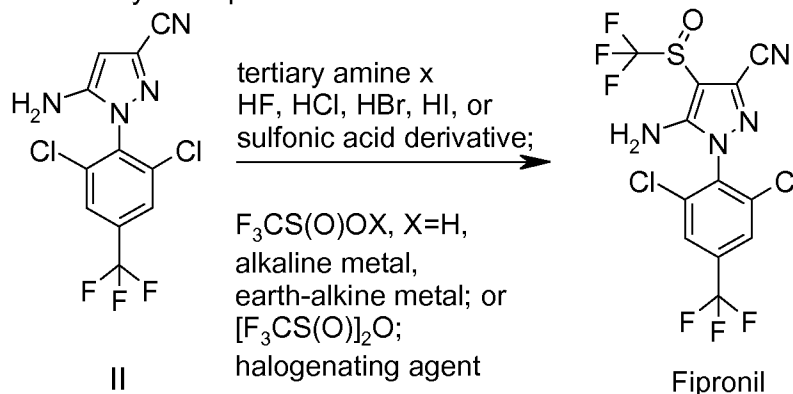 CN
H₂N
N
N
Cl
Cl
F
F
F
II
tertiary amine x
HF, HCl, HBr, HI, or
sulfonic acid derivative;
F₃CS(O)OX, X=H,
alkaline metal,
earth-alkine metal; or
[F₃CS(O)]₂O;
halogenating agent
O
F
S
F
F
CN
H₂N
N
N
Cl
F
F
F
Fipronil